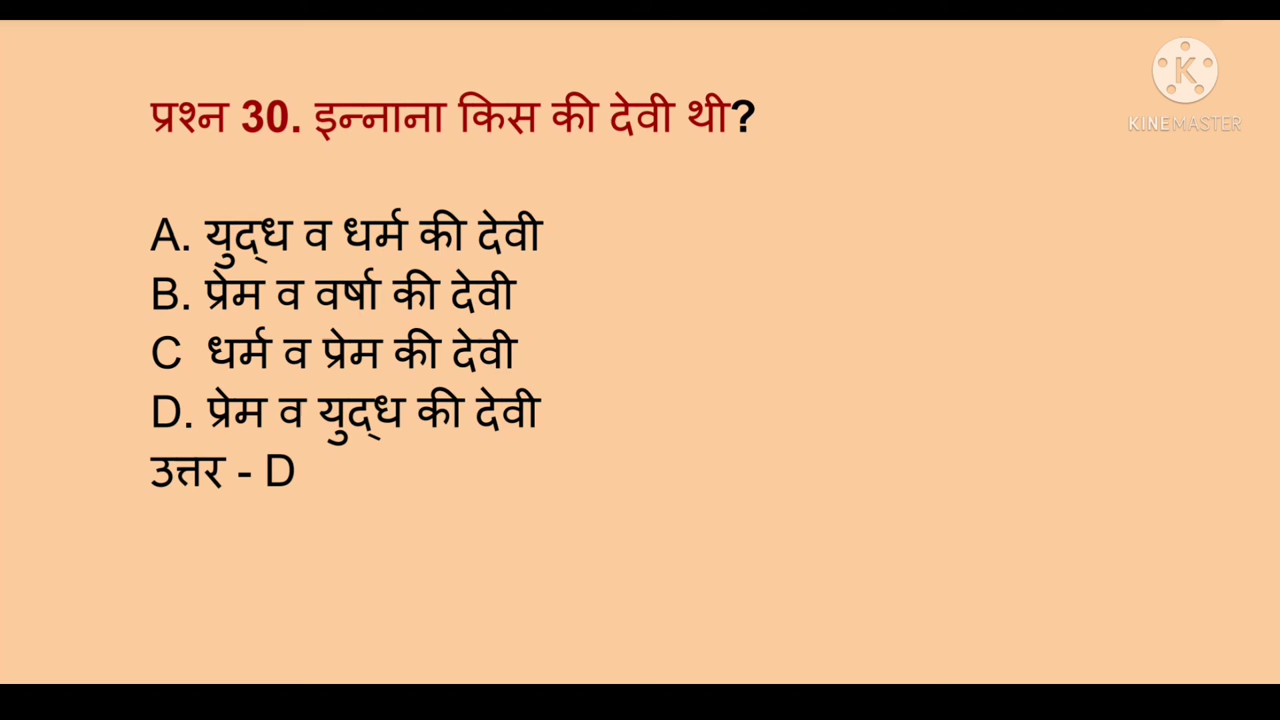 प्रश्न 30. इन्नाना किस की देवी थी?
A. युद्ध व धर्म की देवी
B. प्रेम व वर्षा की देवी
C धर्म व प्रेम की देवी
D. प्रेम व युद्ध की देवी
उत्तर - D
K
KINEMASTER